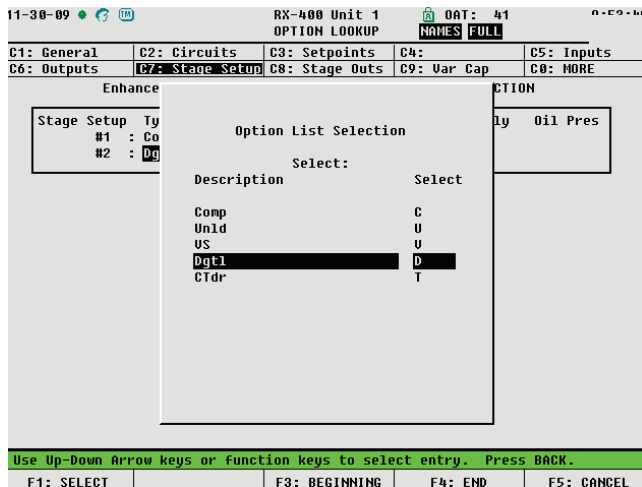 11-30-09 TM RX-400 Unit 1 OAT: 41
OPTION LOOKUP NAMES FULL
C1: General C2: Circuits C3: Setpoints C4: C5: Inputs
C6: Outputs C7: Stage Setup C8: Stage Outs C9: Var Cap C0: MORE
Enhance CTION
Stage Setup Ty ly Oil Pres
#1 : Co
#2 : Dg
Option List Selection
Select:
Description Select
Comp C
Unld U
VS V
Dgtl D
CTdr T
Use Up-Down Arrow keys or function keys to select entry. Press BACK.
F1: SELECT F3: BEGINNING F4: END F5: CANCEL